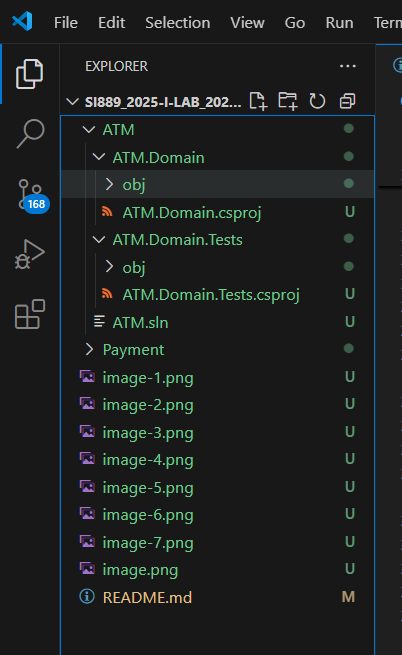 File Edit Selection View Go Run Term
EXPLORER ...
SI889_2025-I-LAB_202...
ATM
ATM.Domain
obj
ATM.Domain.csproj U
ATM.Domain.Tests
obj
ATM.Domain.Tests.csproj U
ATM.sln U
Payment
image-1.png U
image-2.png U
image-3.png U
image-4.png U
image-5.png U
image-6.png U
image-7.png U
image.png U
README.md M
168